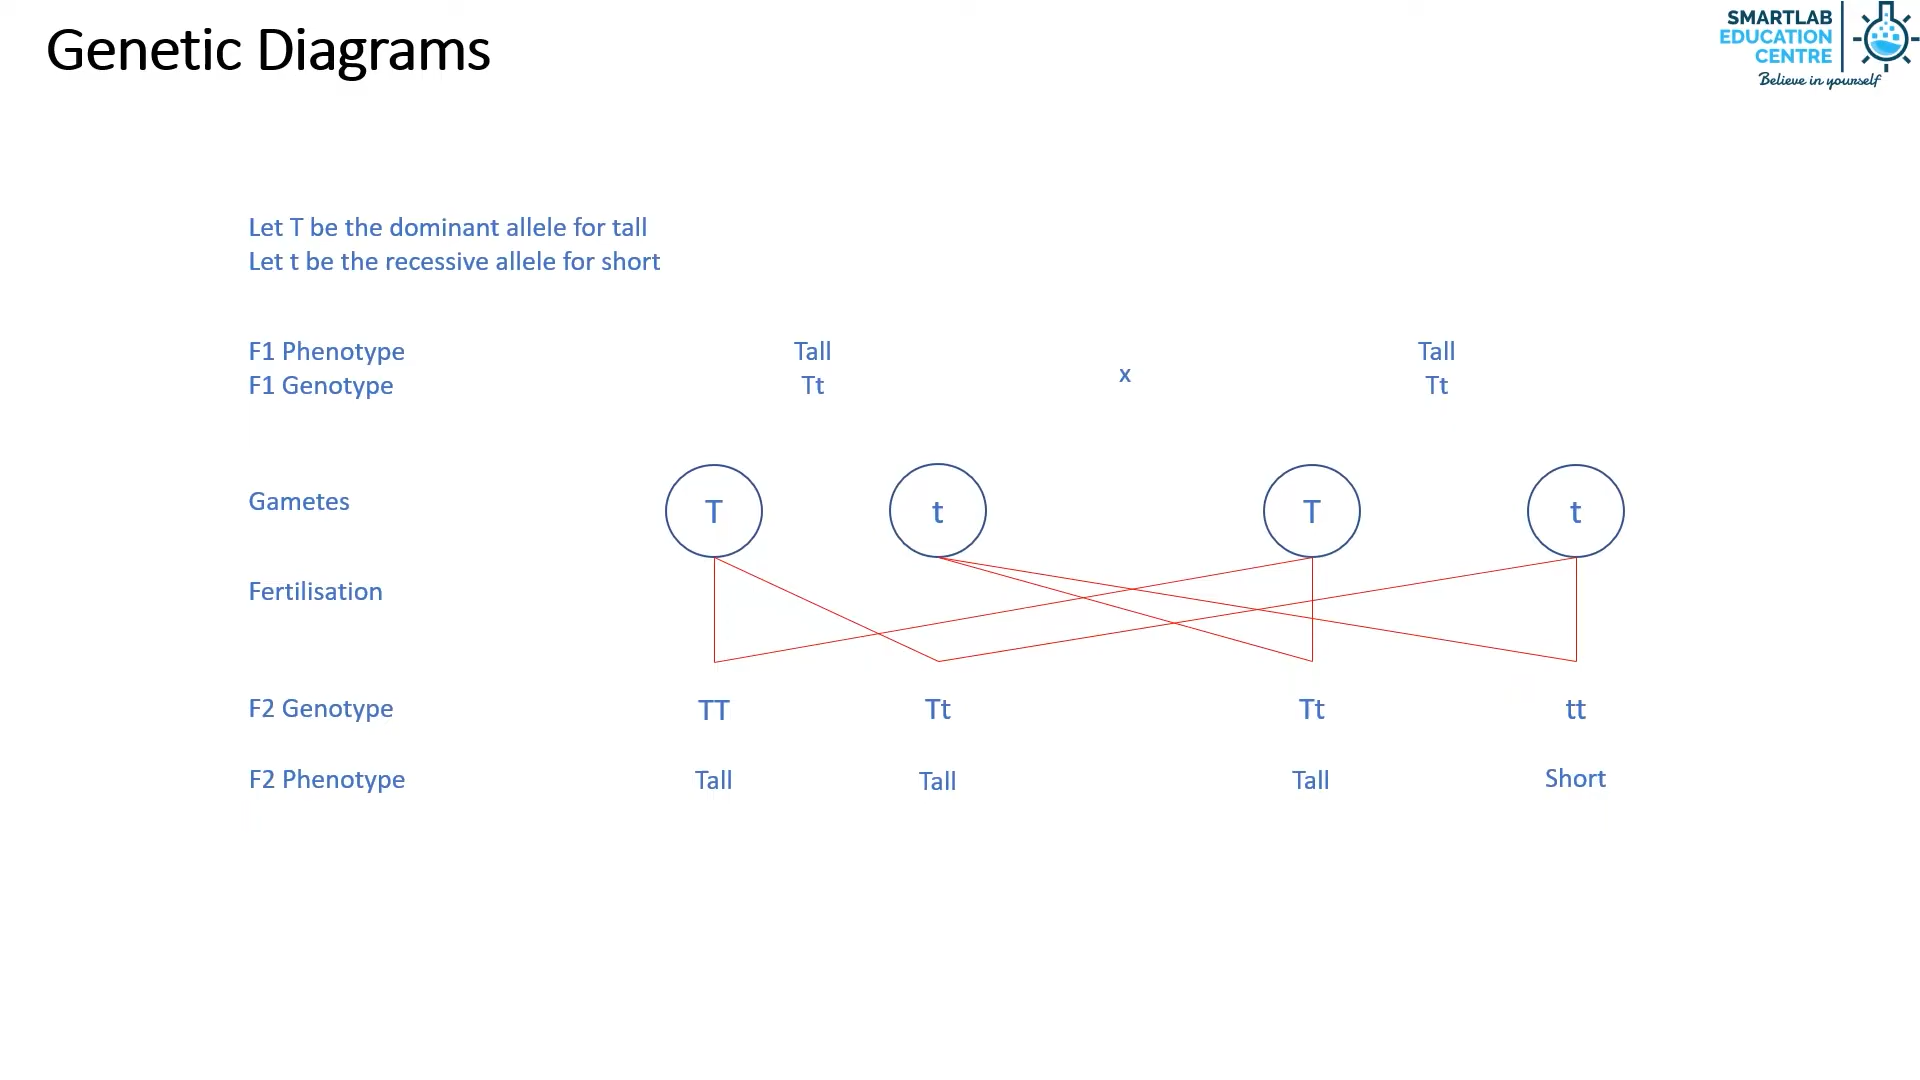 Genetic Diagrams
SMARTLAB
EDUCATION
CENTRE
Believe in yourself
Let T be the dominant allele for tall
Let t be the recessive allele for short
F1 Phenotype Tall Tall
F1 Genotype Tt x Tt
Gametes T t T t
Fertilisation
F2 Genotype TT Tt Tt tt
F2 Phenotype Tall Tall Tall Short